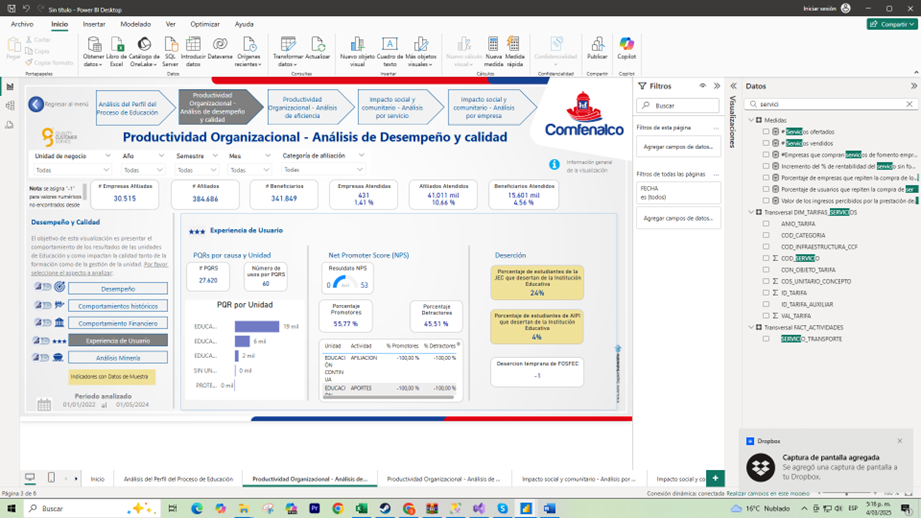 Sin título - Power BI Desktop
Iniciar sesión
Archivo Inicio Insertar Modelado Ver Optimizar Ayuda
Compartir
Pegar
Cortar
Copiar
Copiar formato
Portapapeles
Obtener datos
Libro de Excel
Catálogo de OneLake
SQL Server
Introducir datos
Dataverse
Orígenes recientes
Datos
Transformar datos
Actualizar
Consultas
Nuevo objeto visual
Cuadro de texto
Más objetos visuales
Insertar
Nuevo cálculo visual
Nueva medida
Medida rápida
Cálculos
Confidencialidad
Confidencialidad
Publicar
Compartir
Copilot
Copilot
Regresar al menú
Análisis del Perfil del Proceso de Educación
Productividad Organizacional - Análisis de desempeño y calidad
Productividad Organizacional - Análisis de eficiencia
Impacto social y comunitario - Análisis por servicio
Impacto social y comunitario - Análisis por empresa
Comfenalco
Productividad Organizacional - Análisis de Desempeño y calidad
Unidad de negocio
Todas
Año
Todas
Semestre
Todas
Mes
Todas
Categoría de afiliación
Todas
Información general de la visualización
Nota: se asigna "-1" para valores numéricos no encontrados desde
# Empresas Afiliadas
30.515
# Afiliados
384.686
# Beneficiarios
341.849
Empresas Atendidas
431
1.41 %
Afiliados Atendidos
41,011 mil
10.66 %
Beneficiarios Atendidos
15,601 mil
4.56 %
Desempeño y Calidad
El objetivo de esta visualización es presentar el comportamiento de los resultados de las unidades de Educación y como impactan la calidad tanto de la formación como de la gestión de la unidad. Por favor seleccione el aspecto a analizar:
Desempeño
Comportamientos históricos
Comportamiento Financiero
Experiencia de Usuario
Análisis Minería
Indicadores con Datos de Muestra
Periodo analizado
01/01/2022 al 01/05/2024
Experiencia de Usuario
PQRs por causa y Unidad
# PQRS
27.620
Número de usos por PQRS
60
PQR por Unidad
EDUCA... 19 mil
EDUCA... 6 mil
EDUCA... 2 mil
SIN UN... 0 mil
PROTE... 0 mil
Net Promoter Score (NPS)
Resultado NPS
0 53
Porcentaje Promotores
55.77 %
Porcentaje Detractores
45,51 %
Unidad Actividad % Promotores % Detractores
EDUCACI ÓN CONTIN UA AFILIACION -100,00 % -100,00 %
EDUCACI APORTES -100,00 % -100,00 %
Deserción
Porcentaje de estudiantes de la JEC que desertan de la Institución Educativa
24%
Porcentaje de estudiantes de AIPI que desertan de la Institución Educativa
4%
Desercion temprana de FOSFEC
-1
Filtros
Buscar
Filtros de esta página
Agregar campos de datos...
Filtros de todas las páginas
FECHA
es (todos)
Agregar campos de datos...
Visualizaciones
Datos
servici
Medidas
# Servicios ofertados
# Servicios vendidos
#Empresas que compran servicios de fomento empr...
Incremento del % de rentabilidad del servicio sin fo...
Porcentaje de empresas que repiten la compra de lo...
Porcentaje de usuarios que repiten la compra de ser
Valor de los ingresos percibidos por la prestación de
Transversal DIM_TARIFAS_SERVICIOS
ANIO_TARIFA
COD_CATEGORIA
COD_INFRAESTRUCTURA_CCF
COD_SERVICIO
CON_OBJETO_TARIFA
COS_UNITARIO_CONCEPTO
ID_TARIFA
ID_TARIFA_AUXILIAR
VAL_TARIFA
Transversal FACT_ACTIVIDADES
SERVICIO_TRANSPORTE
Dropbox
Captura de pantalla agregada
Se agregó una captura de pantalla a tu Dropbox.
Inicio
Análisis del Perfil del Proceso de Educación
Productividad Organizacional - Análisis de...
Productividad Organizacional - Análisis de ...
Impacto social y comunitario - Análisis por ...
Impacto social y co
Página 3 de 6
Conexión dinámica: conectado Realizar cambios en este modelo
Buscar
16°C Nublado
ESP
5:16 p. m.
4/03/2025